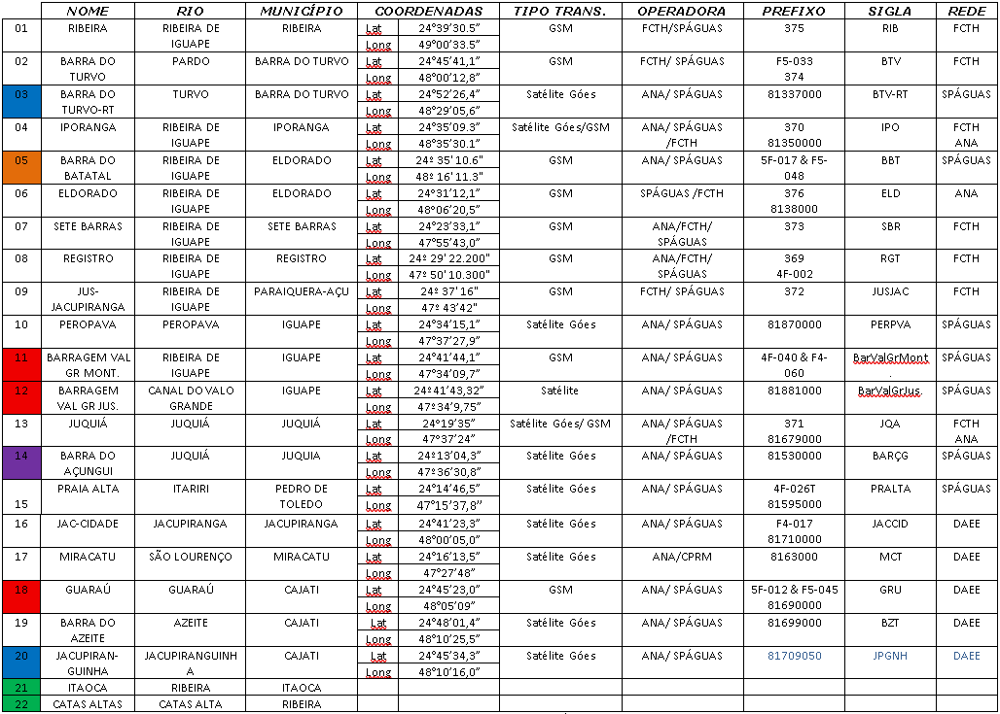 NOME RIO MUNICÍPIO COORDENADAS TIPO TRANS. OPERADORA PREFIXO SIGLA REDE
01 RIBEIRA RIBEIRA DE IGUAPE RIBEIRA Lat 24°39'30.5" Long 49°00'33.5" GSM FCTH/SPÁGUAS 375 RIB FCTH
02 BARRA DO TURVO PARDO BARRA DO TURVO Lat 24°45'41,1" Long 48°00'12,8" GSM FCTH/ SPÁGUAS F5-033 374 BTV FCTH
03 BARRA DO TURVO-RT TURVO BARRA DO TURVO Lat 24°52'26,4" Long 48°29'05,6" Satélite Góes ANA/ SPÁGUAS 81337000 BTV-RT SPÁGUAS
04 IPORANGA RIBEIRA DE IGUAPE IPORANGA Lat 24°35'09.3" Long 48°35'30.1" Satélite Góes/GSM ANA/ SPÁGUAS /FCTH 370 81350000 IPO FCTH ANA
05 BARRA DO BATATAL RIBEIRA DE IGUAPE ELDORADO Lat 24º 35' 10.6" Long 48º 16' 11.3" GSM ANA/ SPÁGUAS 5F-017 & F5-048 BBT SPÁGUAS
06 ELDORADO RIBEIRA DE IGUAPE ELDORADO Lat 24°31'12,1" Long 48°06'20,5" GSM SPÁGUAS /FCTH 376 8138000 ELD ANA
07 SETE BARRAS RIBEIRA DE IGUAPE SETE BARRAS Lat 24°23'33,1" Long 47°55'43,0" GSM ANA/FCTH/ SPÁGUAS 373 SBR FCTH
08 REGISTRO RIBEIRA DE IGUAPE REGISTRO Lat 24º 29' 22.200" Long 47º 50' 10.300" GSM ANA/FCTH/ SPÁGUAS 369 4F-002 RGT FCTH
09 JUS-JACUPIRANGA RIBEIRA DE IGUAPE PARAIQUERA-AÇU Lat 24º 37' 16" Long 47º 43'42" GSM FCTH/ SPÁGUAS 372 JUSJAC FCTH
10 PEROPAVA PEROPAVA IGUAPE Lat 24°34'15,1" Long 47°37'27,9" Satélite Góes ANA/ SPÁGUAS 81870000 PERPVA SPÁGUAS
11 BARRAGEM VAL GR MONT. RIBEIRA DE IGUAPE IGUAPE Lat 24°41'44,1" Long 47°34'09,7" GSM ANA/ SPÁGUAS 4F-040 & F4-060 BarValGrMont. SPÁGUAS
12 BARRAGEM VAL GR JUS. CANAL DO VALO GRANDE IGUAPE Lat 24º41'43,32" Long 47º34'9,75" Satélite ANA/ SPÁGUAS 81881000 BarValGrJus. SPÁGUAS
13 JUQUIÁ JUQUIÁ JUQUIÁ Lat 24°19'35" Long 47°37'24" Satélite Góes/ GSM ANA/ SPÁGUAS /FCTH 371 81679000 JQA FCTH ANA
14 BARRA DO AÇUNGUI JUQUIÁ JUQUIA Lat 24º13'04,3" Long 47º36'30,8" Satélite Góes ANA/ SPÁGUAS 81530000 BARÇG SPÁGUAS
15 PRAIA ALTA ITARIRI PEDRO DE TOLEDO Lat 24°14'46,5" Long 47°15'37,8" Satélite Góes ANA/ SPÁGUAS 4F-026T 81595000 PRALTA SPÁGUAS
16 JAC-CIDADE JACUPIRANGA JACUPIRANGA Lat 24°41'23,3" Long 48°00'05,0" Satélite Góes ANA/ SPÁGUAS F4-017 81710000 JACCID DAEE
17 MIRACATU SÃO LOURENÇO MIRACATU Lat 24°16'13,5" Long 47°27'48" Satélite Góes ANA/CPRM 8163000 MCT DAEE
18 GUARAÚ GUARAÚ CAJATI Lat 24°45'23,0" Long 48°05'09" GSM ANA/ SPÁGUAS 5F-012 & F5-045 81690000 GRU DAEE
19 BARRA DO AZEITE AZEITE CAJATI Lat 24°48'01,4" Long 48°10'25,5" Satélite Góes ANA/ SPÁGUAS 81699000 BZT DAEE
20 JACUPIRAN-GUINHA JACUPIRANGUINHA CAJATI Lat 24°45'34,3" Long 48°10'16,0" Satélite Góes ANA/ SPÁGUAS 81709050 JPGNH DAEE
21 ITAOCA RIBEIRA ITAOCA
22 CATAS ALTAS CATAS ALTA RIBEIRA